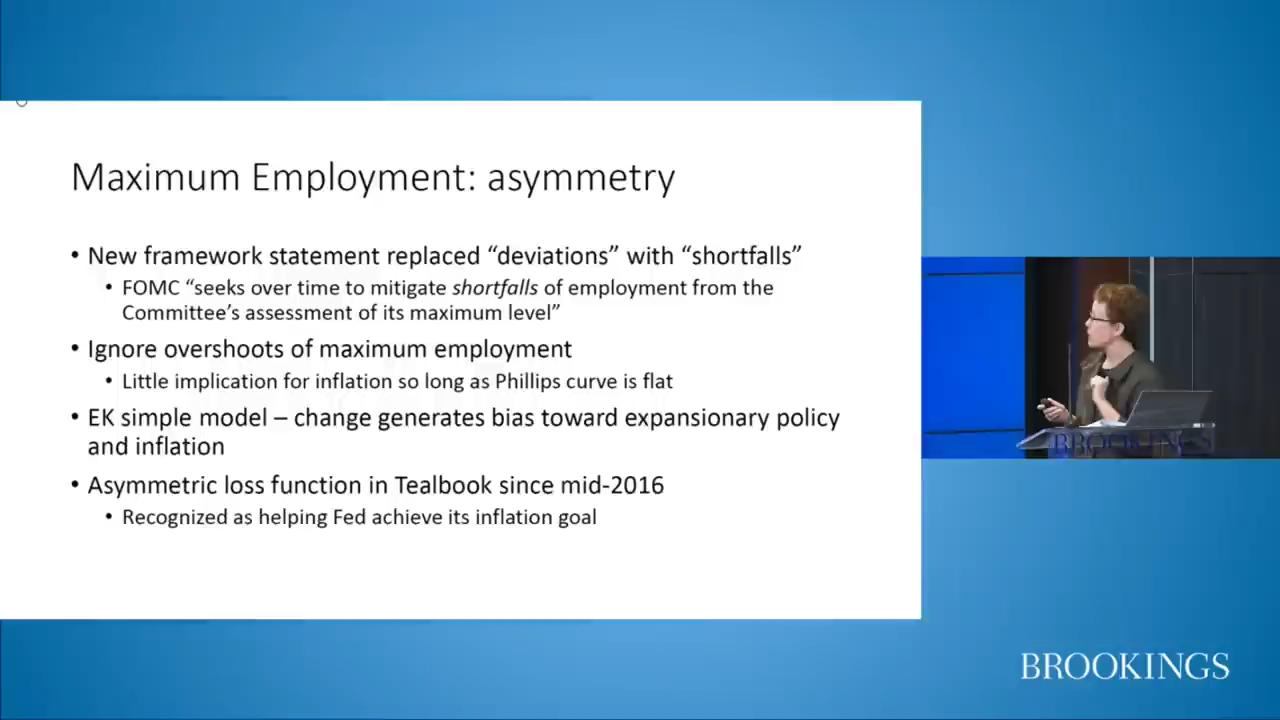 Maximum Employment: asymmetry
• New framework statement replaced “deviations” with “shortfalls”
• FOMC “seeks over time to mitigate shortfalls of employment from the
Committee’s assessment of its maximum level”
• Ignore overshoots of maximum employment
• Little implication for inflation so long as Phillips curve is flat
• EK simple model – change generates bias toward expansionary policy
and inflation
• Asymmetric loss function in Tealbook since mid-2016
• Recognized as helping Fed achieve its inflation goal
BROOKINGS
BROOKINGS